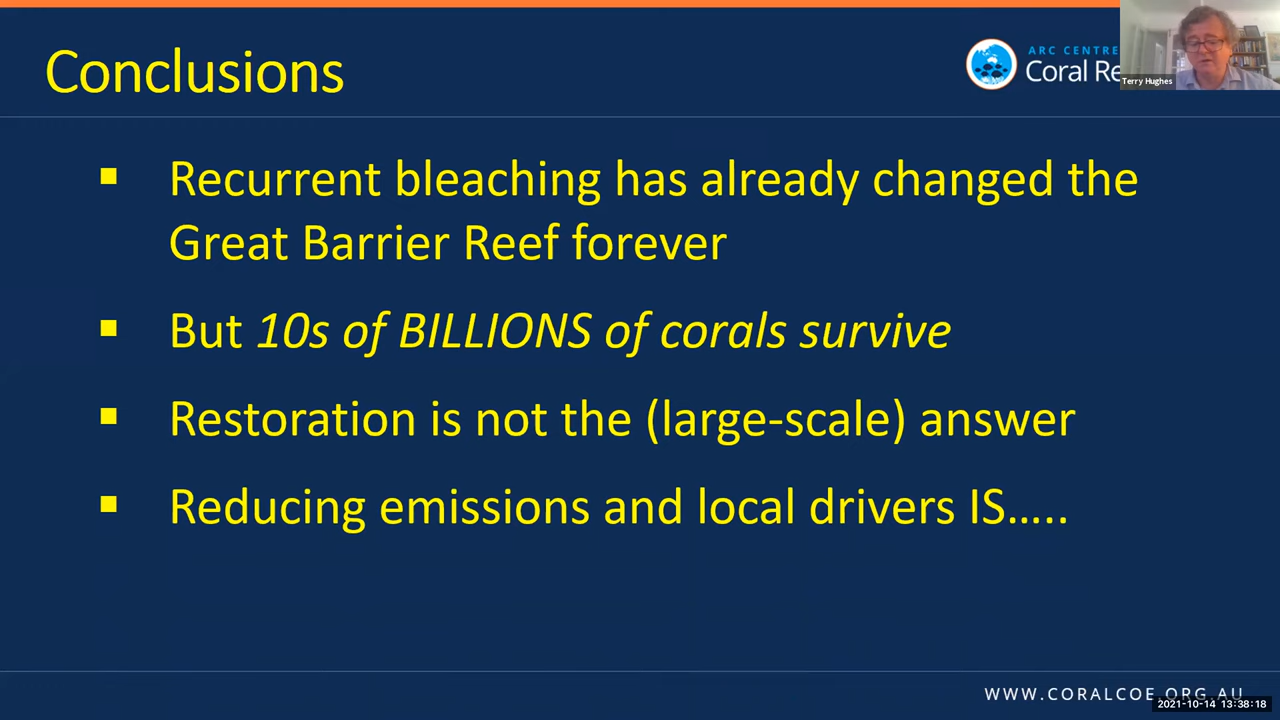 Conclusions
ARC CENTRE
Coral Re
Terry Hughes
▪ Recurrent bleaching has already changed the
Great Barrier Reef forever
▪ But 10s of BILLIONS of corals survive
▪ Restoration is not the (large-scale) answer
▪ Reducing emissions and local drivers IS…..
WWW.CORALCOE.ORG.AU
2021-10-14 13:38:18